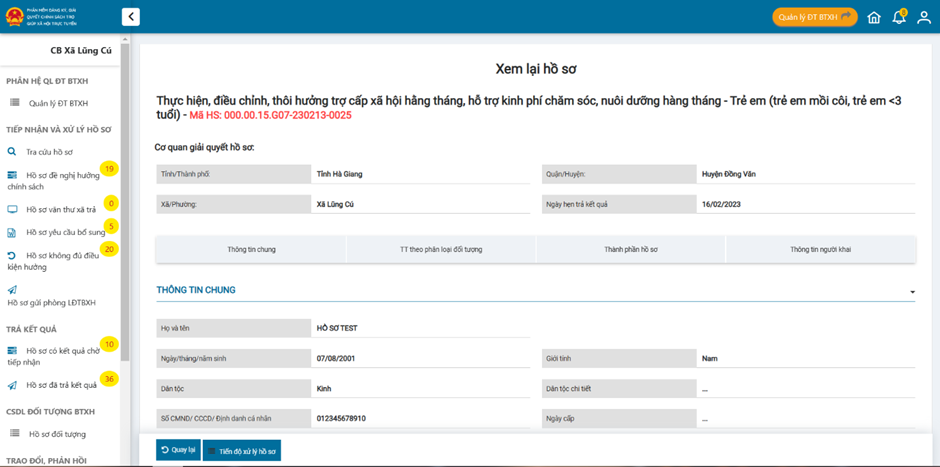 PHẦN MỀM ĐĂNG KÝ, GIẢI
QUYẾT CHÍNH SÁCH TRỢ
GIÚP XÃ HỘI TRỰC TUYẾN
Quản lý ĐT BTXH
8
CB Xã Lũng Cú
PHÂN HỆ QL ĐT BTXH
Quản lý ĐT BTXH
TIẾP NHẬN VÀ XỬ LÝ HỒ SƠ
Tra cứu hồ sơ
19
Hồ sơ đề nghị hưởng
chính sách
0
Hồ sơ văn thư xã trả
5
Hồ sơ yêu cầu bổ sung
20
Hồ sơ không đủ điều
kiện hưởng
Hồ sơ gửi phòng LĐTBXH
TRẢ KẾT QUẢ
10
Hồ sơ có kết quả chờ
tiếp nhận
36
Hồ sơ đã trả kết quả
CSDL ĐỐI TƯỢNG BTXH
Hồ sơ đối tượng
TRAO ĐỔI, PHẢN HỒI
Xem lại hồ sơ
Thực hiện, điều chỉnh, thôi hưởng trợ cấp xã hội hằng tháng, hỗ trợ kinh phí chăm sóc, nuôi dưỡng hàng tháng - Trẻ em (trẻ em mồi côi, trẻ em <3
tuổi) - Mã HS: 000.00.15.G07-230213-0025
Cơ quan giải quyết hồ sơ:
Tỉnh/Thành phố: Tỉnh Hà Giang Quận/Huyện: Huyện Đồng Văn
Xã/Phường: Xã Lũng Cú Ngày hẹn trả kết quả 16/02/2023
Thông tin chung TT theo phân loại đối tượng Thành phần hồ sơ Thông tin người khai
THÔNG TIN CHUNG
Họ và tên HỒ SƠ TEST
Ngày/tháng/năm sinh 07/08/2001 Giới tính Nam
Dân tộc Kinh Dân tộc chi tiết ...
Số CMND/ CCCD/ Định danh cá nhân 012345678910 Ngày cấp ...
Quay lại Tiến độ xử lý hồ sơ